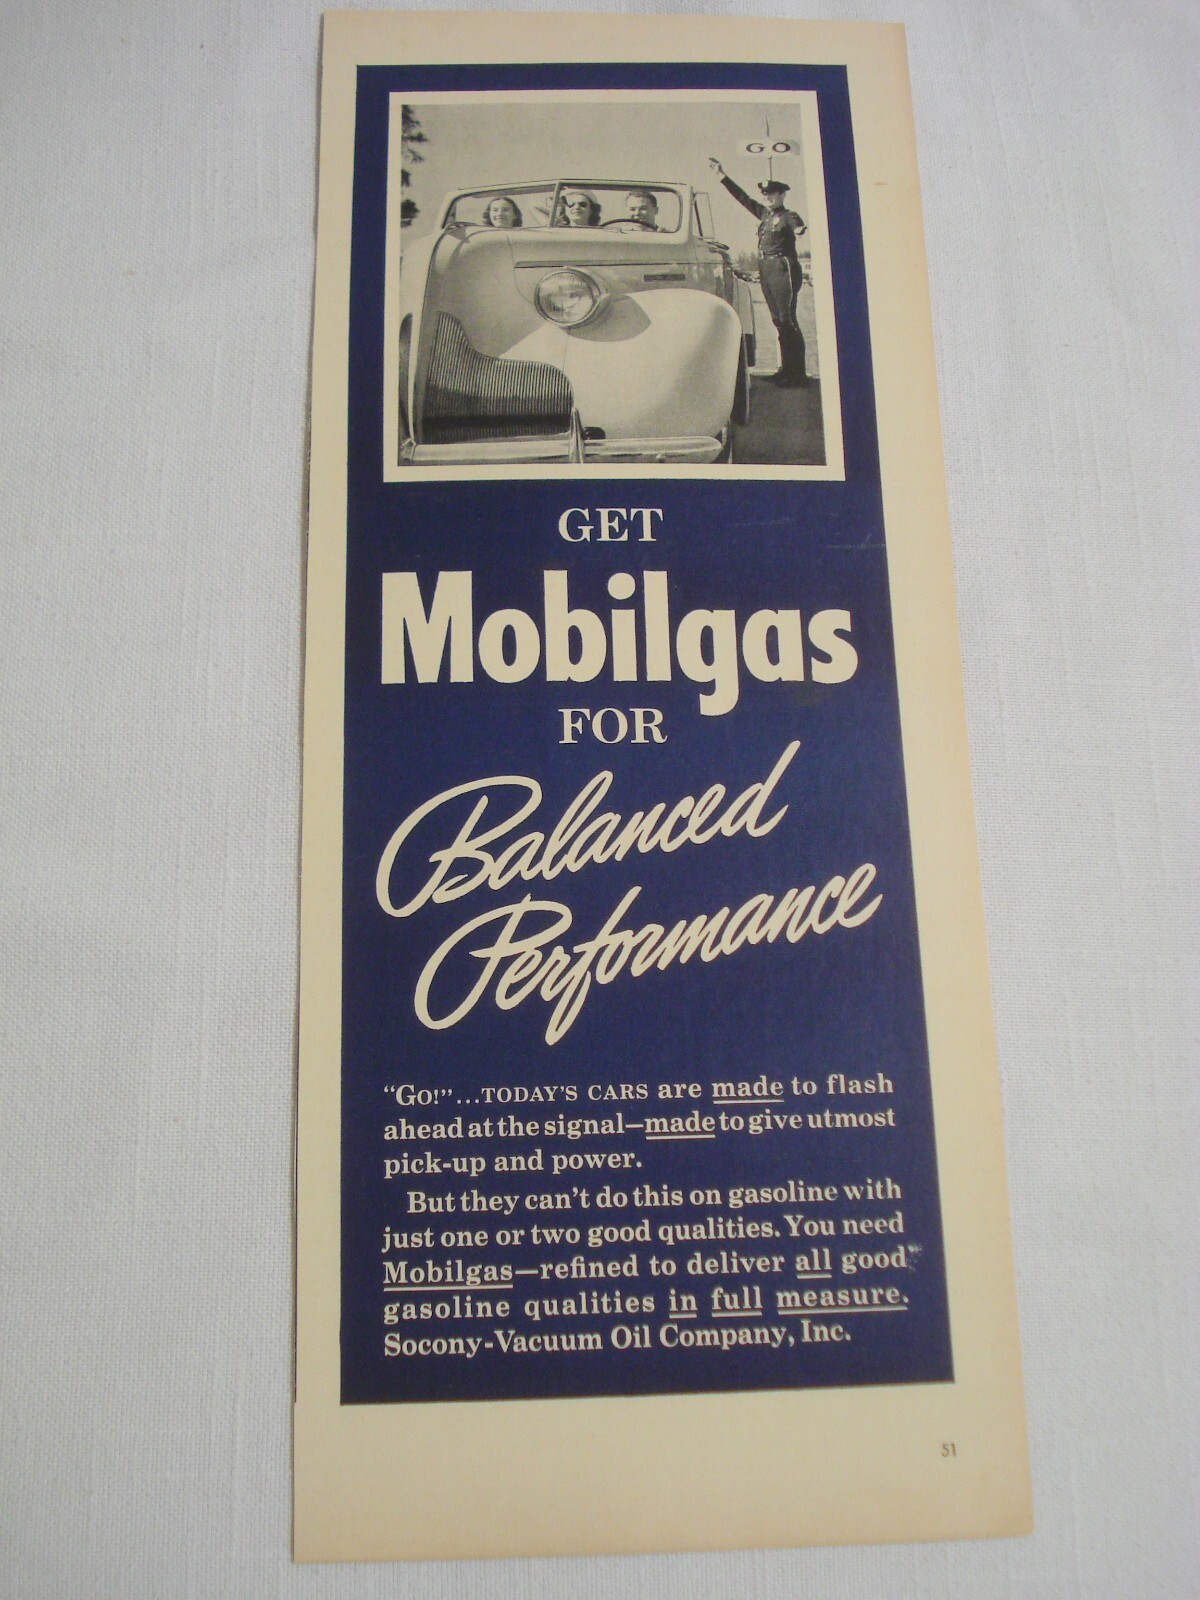 GO
GET
Mobilgas
FOR
Balanced
Performance
“Go!”...TODAY’S CARS are made to flash
ahead at the signal—made to give utmost
pick-up and power.
But they can’t do this on gasoline with
just one or two good qualities. You need
Mobilgas—refined to deliver all good
gasoline qualities in full measure.
Socony-Vacuum Oil Company, Inc.
51